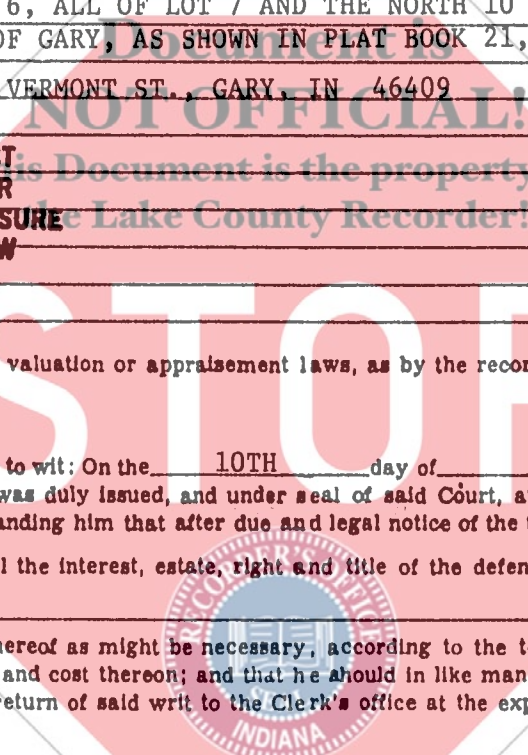 6, ALL OF LOT 7 AND THE NORTH 10
OF GARY, AS SHOWN IN PLAT BOOK 21,
Document is
VERMONT ST., GARY, IN 46409
NOT OFFICIAL!
This Document is the property
the Lake County Recorder!
SURE
STOP
valuation or appraisement laws, as by the recor
to wit: On the 10TH day of
was duly issued, and under seal of said Court, a
anding him that after due and legal notice of the t
l the interest, estate, right and title of the defen
hereof as might be necessary, according to the t
and cost thereon; and that he should in like man
return of said writ to the Clerk's office at the exp
RECORDER'S OFFICE
SEAL
INDIANA